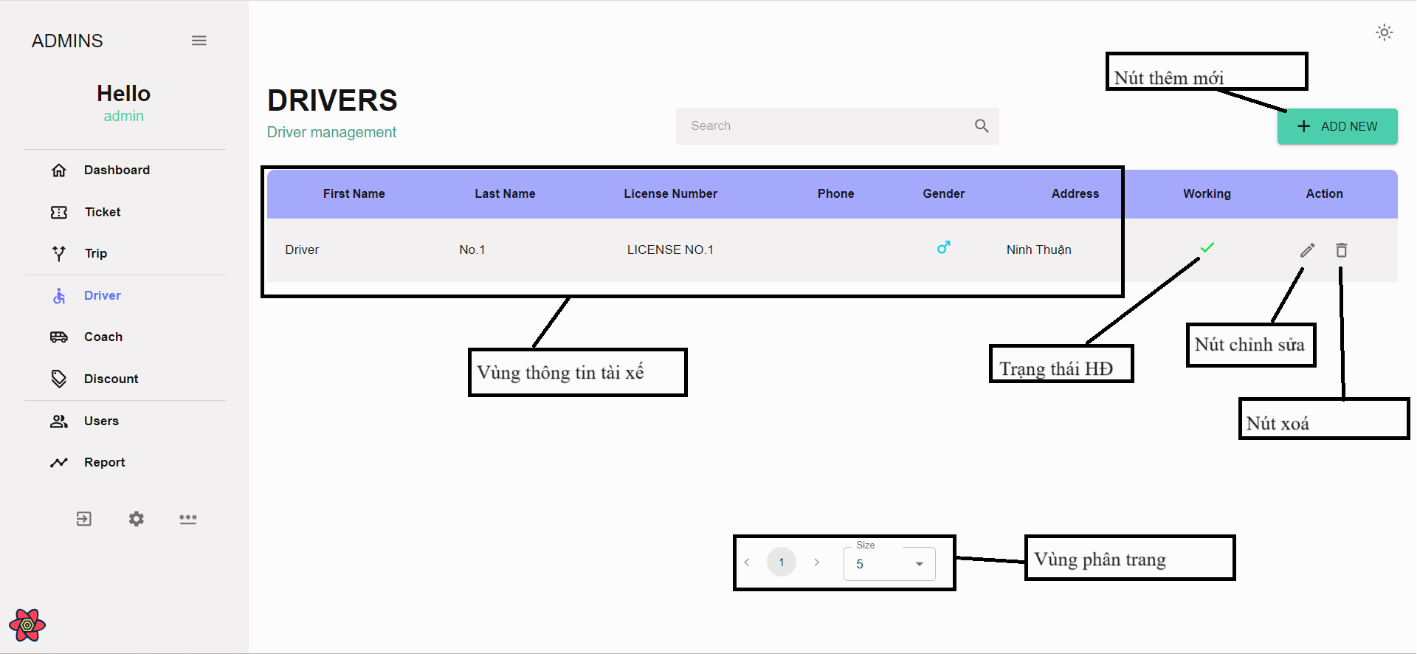 ADMINS
Hello
admin
Dashboard
Ticket
Trip
Driver
Coach
Discount
Users
Report
***
DRIVERS
Driver management
Search
Nút thêm mới
+ ADD NEW
First Name Last Name License Number Phone Gender Address Working Action
Driver No.1 LICENSE NO.1 Ninh Thuận
Vùng thông tin tài xế
Trạng thái HĐ
Nút chỉnh sửa
Nút xoá
Size
< 1 > 5
Vùng phân trang